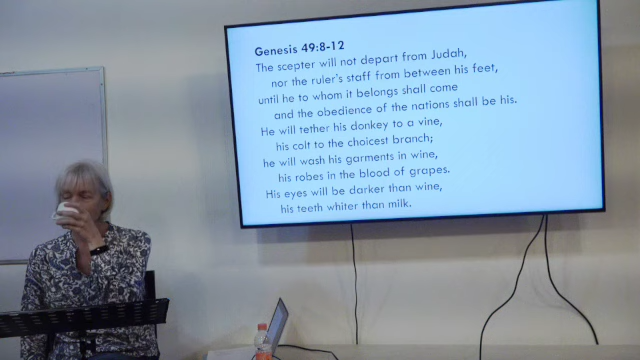 Genesis 49:8-12
The scepter will not depart from Judah,
nor the ruler's staff from between his feet,
until he to whom it belongs shall come
and the obedience of the nations shall be his.
He will tether his donkey to a vine,
his colt to the choicest branch;
he will wash his garments in wine,
his robes in the blood of grapes.
His eyes will be darker than wine,
his teeth whiter than milk.